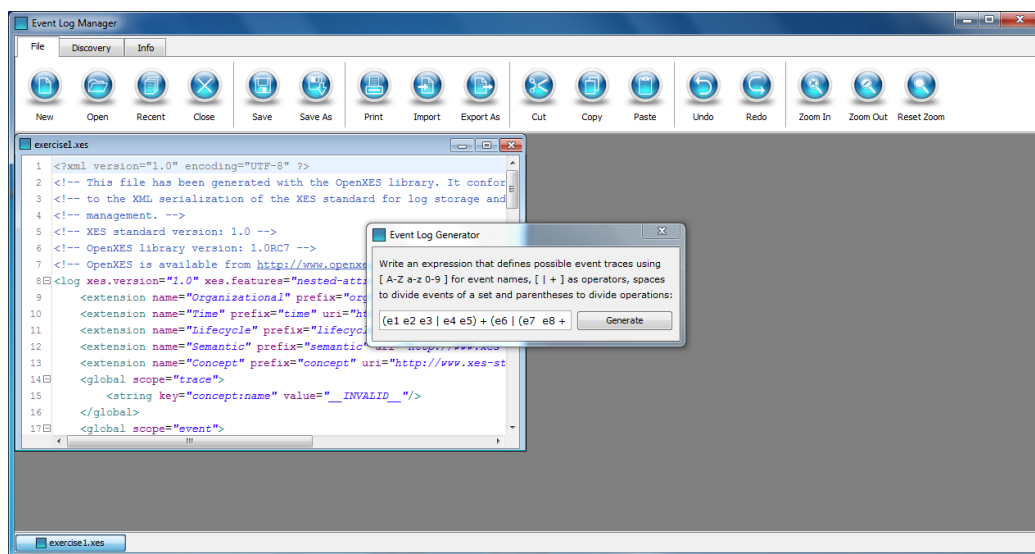 Event Log Manager
File Discovery Info
New Open Recent Close Save Save As Print Import Export As Cut Copy Paste Undo Redo Zoom In Zoom Out Reset Zoom
exercise1.xes
1 <?xml version="1.0" encoding="UTF-8" ?>
2 <!-- This file has been generated with the OpenXES library. It confor
3 <!-- to the XML serialization of the XES standard for log storage and
4 <!-- management. -->
5 <!-- XES standard version: 1.0 -->
6 <!-- OpenXES library version: 1.0RC7 -->
7 <!-- OpenXES is available from http://www.openxe
8 <log xes.version="1.0" xes.features="nested-attri
9 <extension name="Organizational" prefix="org
10 <extension name="Time" prefix="time" uri="ht
11 <extension name="Lifecycle" prefix="lifecycl
12 <extension name="Semantic" prefix="semantic" uri="http://www.xes
13 <extension name="Concept" prefix="concept" uri="http://www.xes-st
14 <global scope="trace">
15 <string key="concept:name" value="__INVALID__"/>
16 </global>
17 <global scope="event">
Event Log Generator
Write an expression that defines possible event traces using
[ A-Z a-z 0-9 ] for event names, [ | + ] as operators, spaces
to divide events of a set and parentheses to divide operations:
(e1 e2 e3 | e4 e5) + (e6 | (e7 e8 +
Generate
exercise1.xes